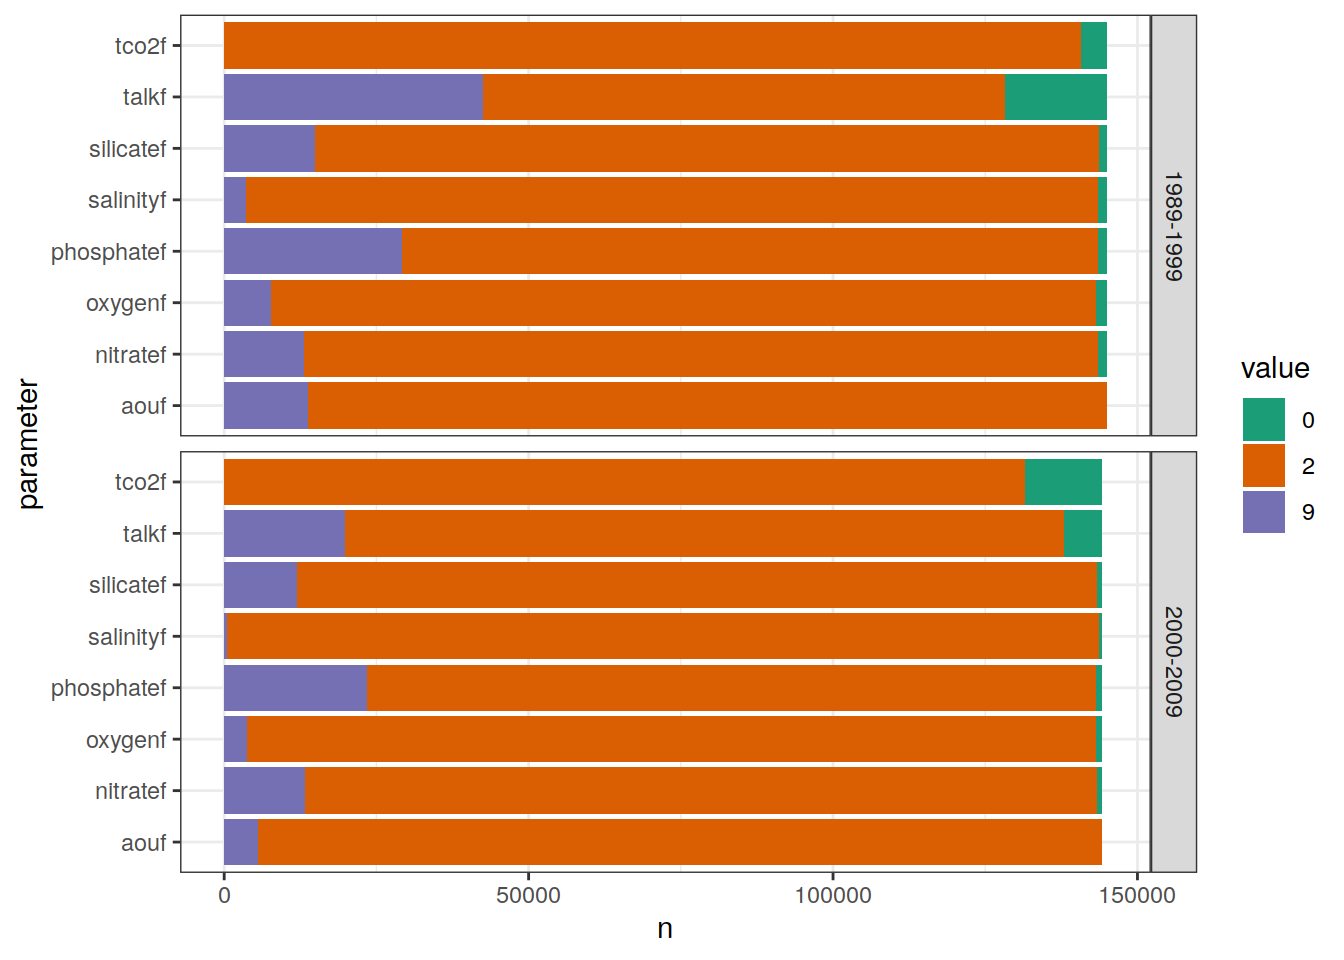 parameter
tco2f
talkf
silicatef
salinityf
phosphatef
oxygenf
nitratef
aouf
1989-1999
tco2f
talkf
silicatef
salinityf
phosphatef
oxygenf
nitratef
aouf
2000-2009
0
50000
100000
150000
n
value
0
2
9